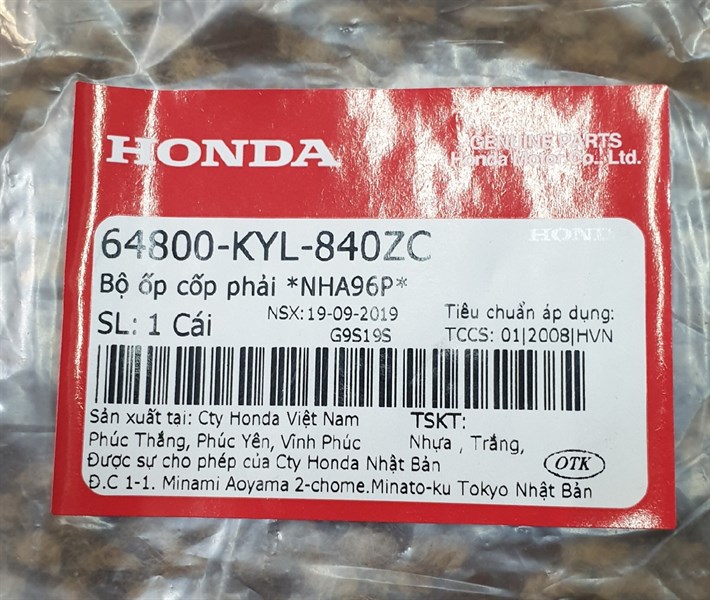 HONDA
GENUINE PARTS
Honda Motor Co., Ltd.
HONDA
64800-KYL-840ZC
Bộ ốp cốp phải *NHA96P*
SL: 1 Cái
NSX: 19-09-2019
G9S19S
Tiêu chuẩn áp dụng:
TCCS: 01|2008|HVN
Sản xuất tại: Cty Honda Việt Nam
Phúc Thắng, Phúc Yên, Vĩnh Phúc
Được sự cho phép của Cty Honda Nhật Bản
Đ.C 1-1. Minami Aoyama 2-chome.Minato-ku Tokyo Nhật Bản
TSKT:
Nhựa , Trắng,
OTK